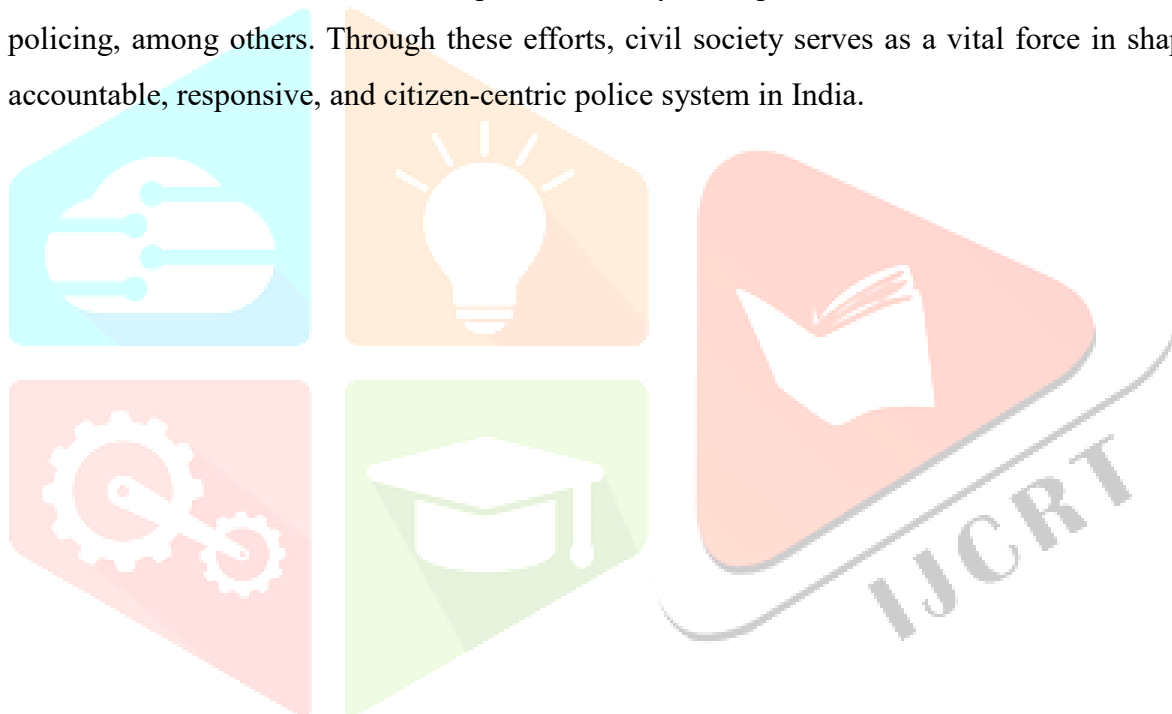 policing, among others. Through these efforts, civil society serves as a vital force in
accountable, responsive, and citizen-centric police system in India.
IJCRT